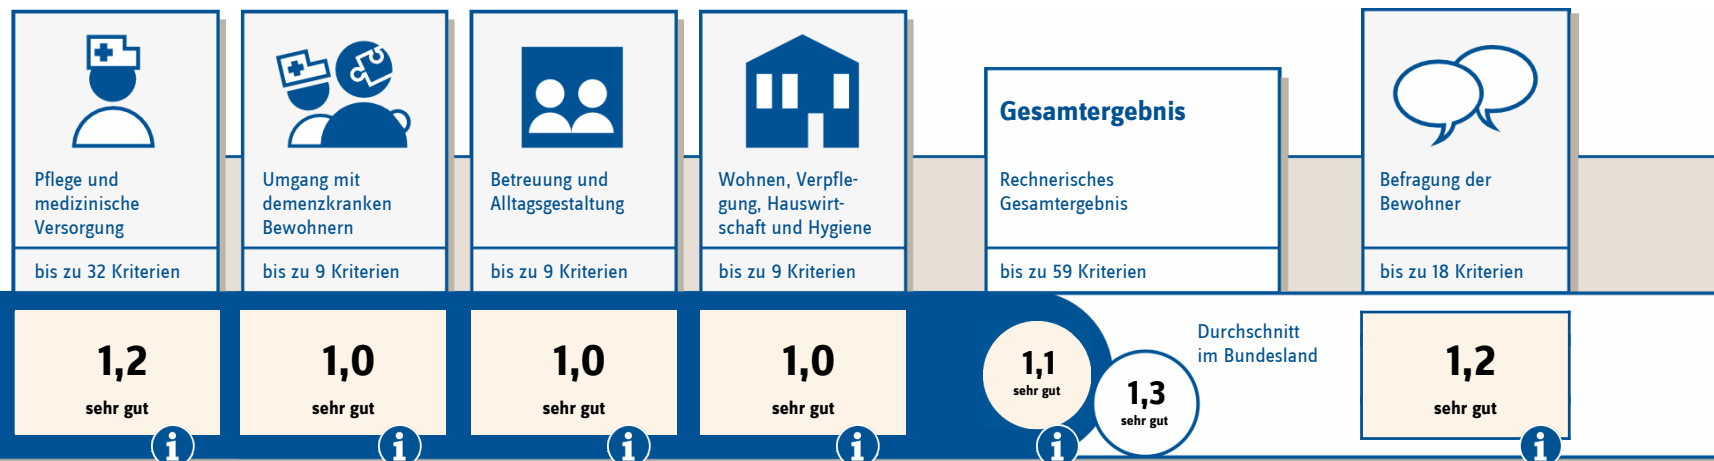 Pflege und
medizinische
Versorgung
bis zu 32 Kriterien
1,2
sehr gut
Umgang mit
demenzkranken
Bewohnern
bis zu 9 Kriterien
1,0
sehr gut
Betreuung und
Alltagsgestaltung
bis zu 9 Kriterien
1,0
sehr gut
Wohnen, Verpfle-
gung, Hauswirt-
schaft und Hygiene
bis zu 9 Kriterien
1,0
sehr gut
Gesamtergebnis
Rechnerisches
Gesamtergebnis
bis zu 59 Kriterien
1,1
sehr gut
1,3
sehr gut
Durchschnitt
im Bundesland
Befragung der
Bewohner
bis zu 18 Kriterien
1,2
sehr gut